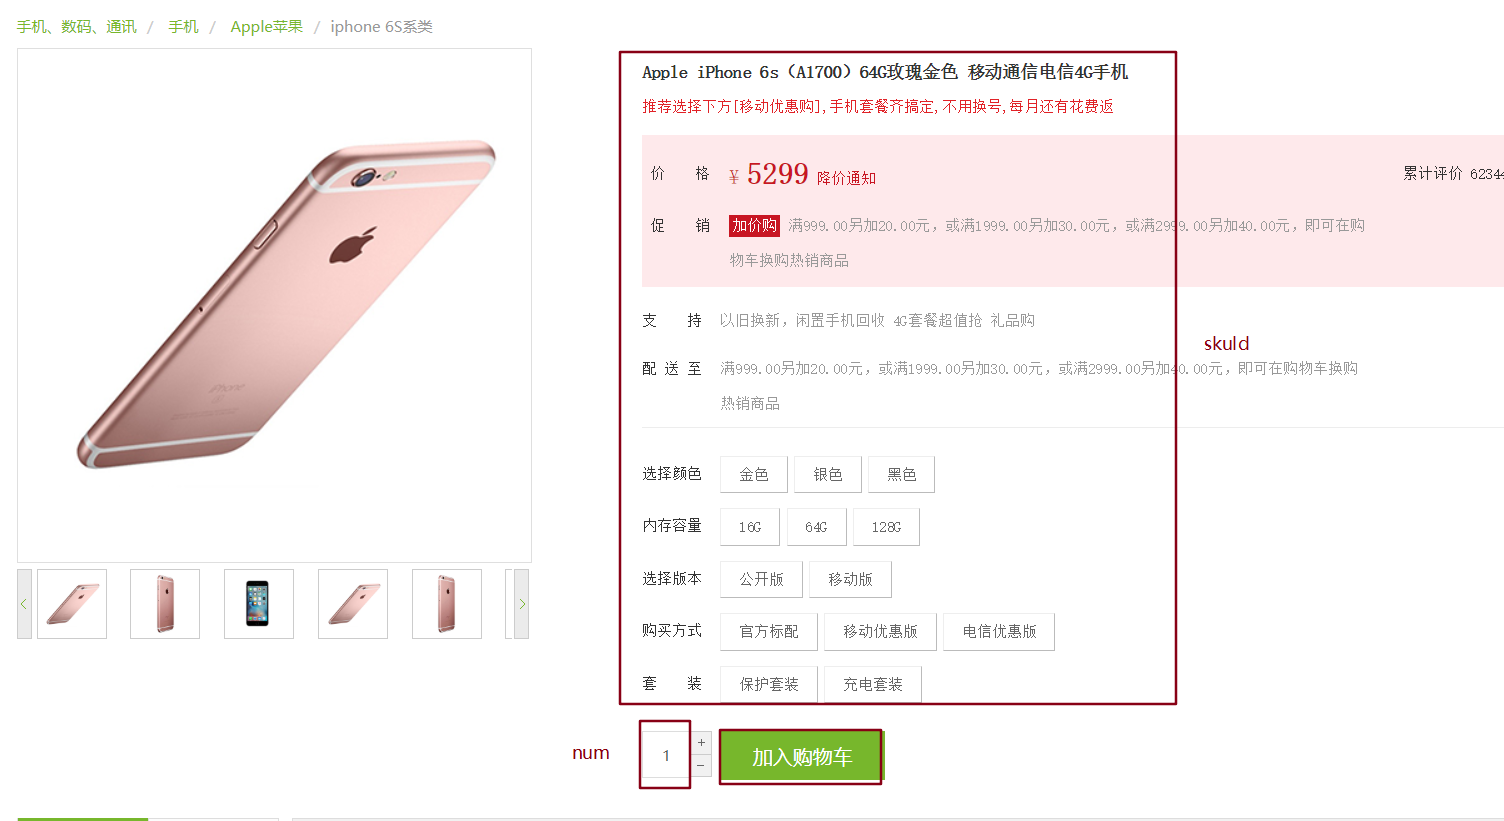 手机、数码、通讯 / 手机 / Apple苹果 / iphone 6S系类
Apple iPhone 6s（A1700）64G玫瑰金色 移动通信电信4G手机
推荐选择下方[移动优惠购],手机套餐齐搞定,不用换号,每月还有花费返
价 格 ¥ 5299 降价通知 累计评价 62344
促 销 加价购 满999.00另加20.00元，或满1999.00另加30.00元，或满2999.00另加40.00元，即可在购
物车换购热销商品
支 持 以旧换新，闲置手机回收 4G套餐超值抢 礼品购
skuId
配 送 至 满999.00另加20.00元，或满1999.00另加30.00元，或满2999.00另加40.00元，即可在购物车换购
热销商品
选择颜色 金色 银色 黑色
内存容量 16G 64G 128G
选择版本 公开版 移动版
购买方式 官方标配 移动优惠版 电信优惠版
套 装 保护套装 充电套装
num 1 + − 加入购物车
iPhone